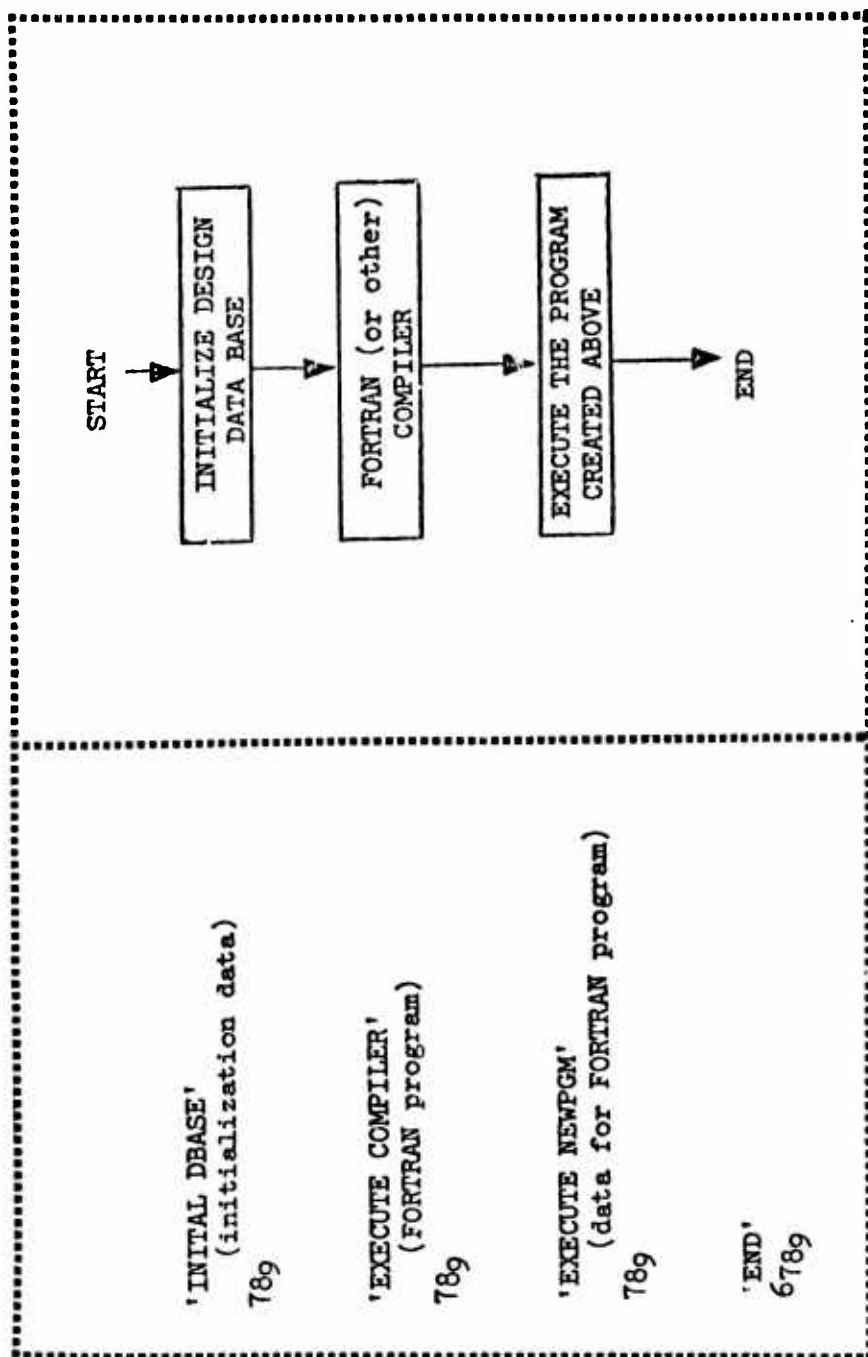 'INITAL DBASE'
(initialization data)
789
'EXECUTE COMPILER'
(FORTRAN program)
789
'EXECUTE NEWPGM'
(data for FORTRAN program)
789
'END'
6789
START
INITIALIZE DESIGN
DATA BASE
FORTRAN (or other)
COMPILER
EXECUTE THE PROGRAM
CREATED ABOVE
END